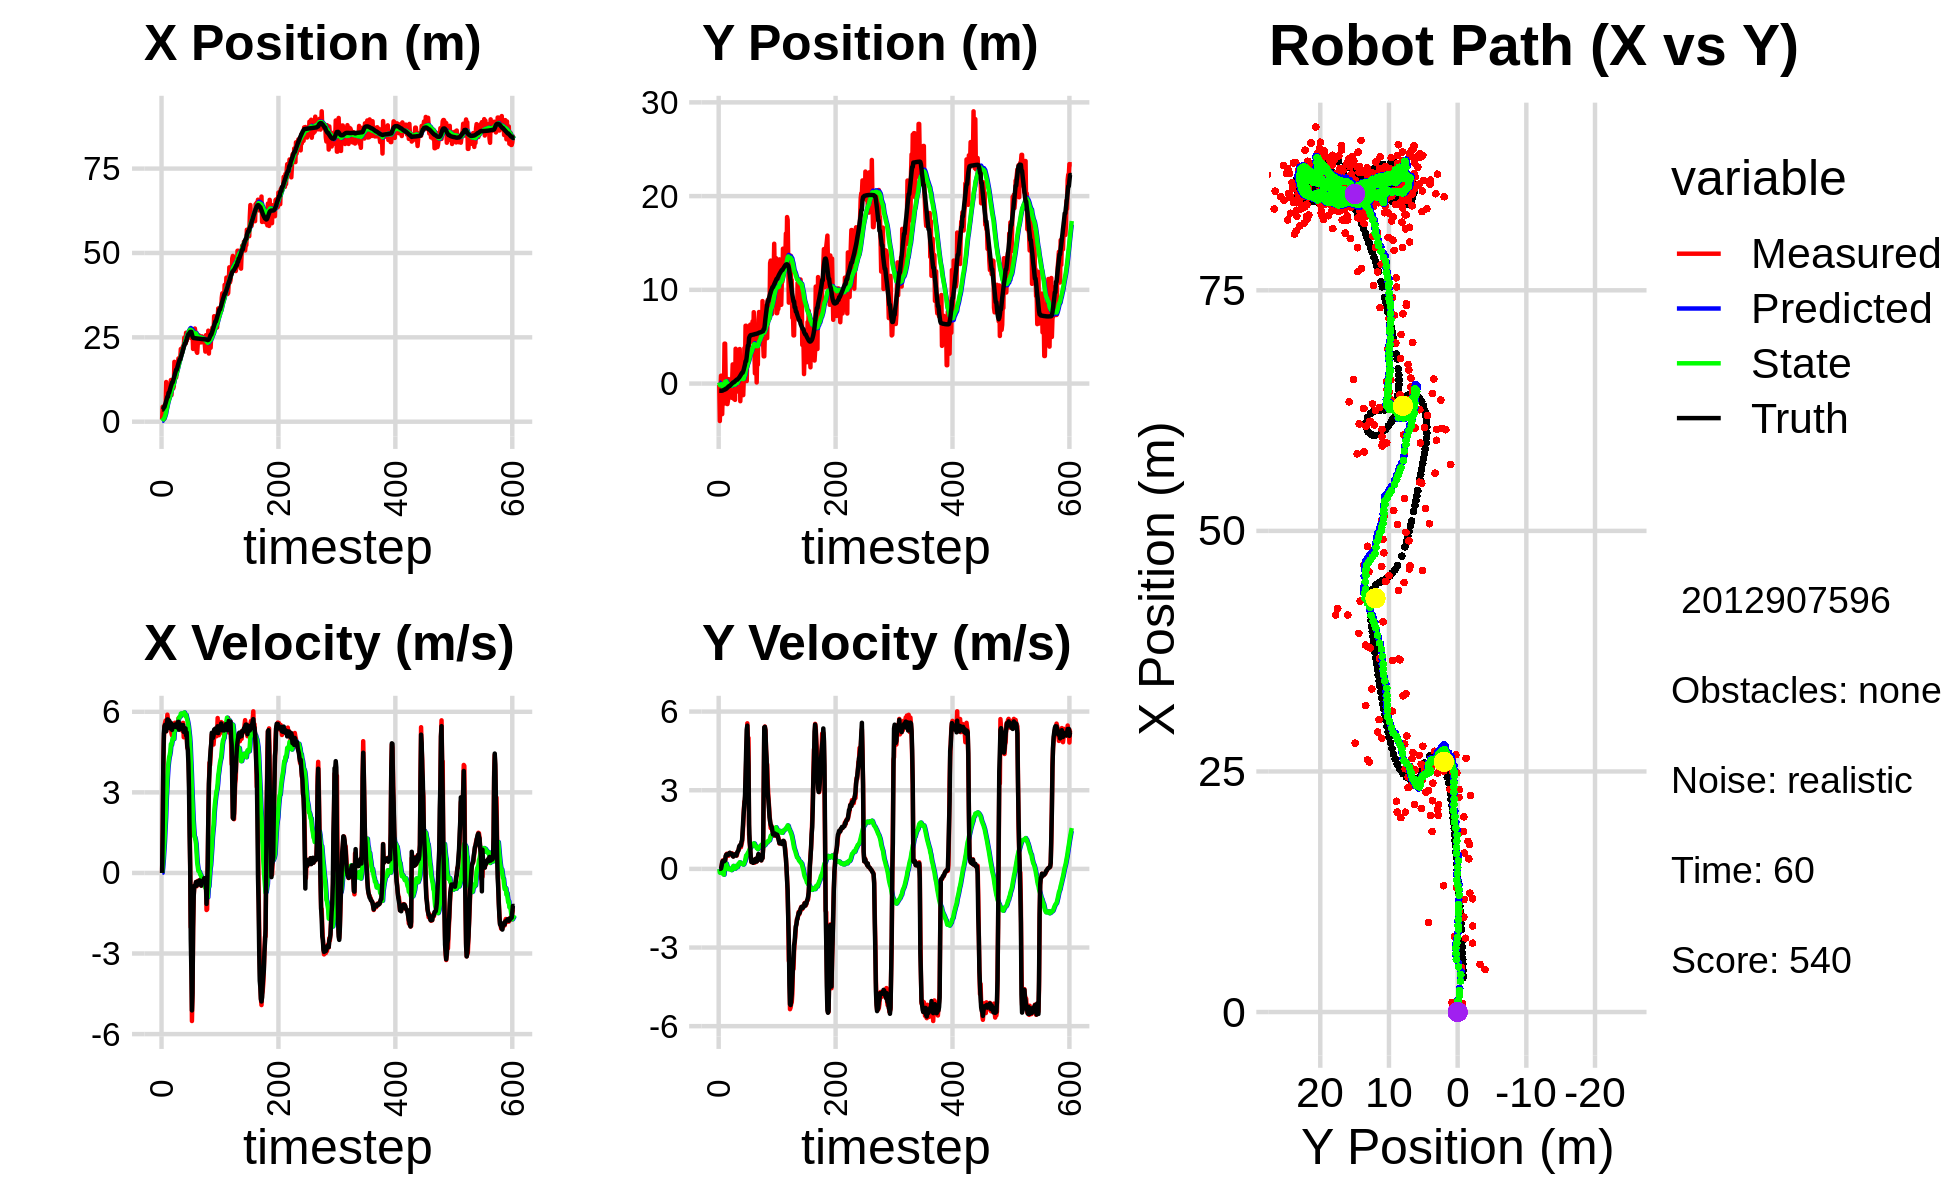 X Position (m)
75
50
25
0
0
200
400
600
timestep
Y Position (m)
30
20
10
0
0
200
400
600
timestep
X Velocity (m/s)
6
3
0
-3
-6
0
200
400
600
timestep
Y Velocity (m/s)
6
3
0
-3
-6
0
200
400
600
timestep
Robot Path (X vs Y)
X Position (m)
75
50
25
0
20 10 0 -10 -20
Y Position (m)
variable
Measured
Predicted
State
Truth
2012907596
Obstacles: none
Noise: realistic
Time: 60
Score: 540